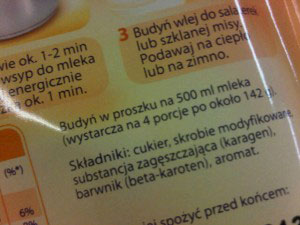 3 Budyń wlej do salaterek
lub szklanej misy.
Podawaj na ciepło
lub na zimno.
ok. 1-2 min
wsyp do mleka
energicznie
ok. 1 min.
Budyń w proszku na 500 ml mleka
(wystarcza na 4 porcje po około 142 g).
Składniki: cukier, skrobie modyfikowane,
substancja zagęszczająca (karagen),
barwnik (beta-karoten), aromat.
spożyć przed końcem:
(%*)
6%